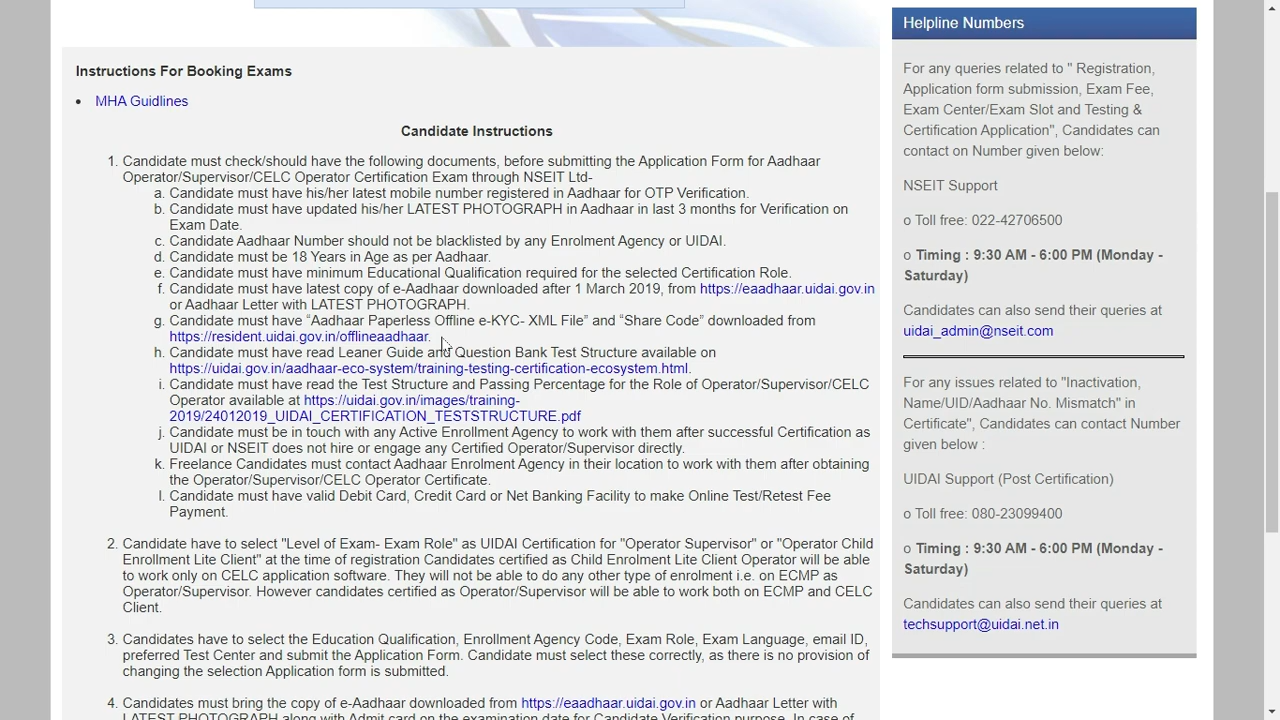 Instructions For Booking Exams
• MHA Guidlines
Candidate Instructions
1. Candidate must check/should have the following documents, before submitting the Application Form for Aadhaar
Operator/Supervisor/CELC Operator Certification Exam through NSEIT Ltd-
a. Candidate must have his/her latest mobile number registered in Aadhaar for OTP Verification.
b. Candidate must have updated his/her LATEST PHOTOGRAPH in Aadhaar in last 3 months for Verification on
Exam Date.
c. Candidate Aadhaar Number should not be blacklisted by any Enrolment Agency or UIDAI.
d. Candidate must be 18 Years in Age as per Aadhaar.
e. Candidate must have minimum Educational Qualification required for the selected Certification Role.
f. Candidate must have latest copy of e-Aadhaar downloaded after 1 March 2019, from https://eaadhaar.uidai.gov.in
or Aadhaar Letter with LATEST PHOTOGRAPH.
g. Candidate must have “Aadhaar Paperless Offline e-KYC- XML File” and “Share Code” downloaded from
https://resident.uidai.gov.in/offlineaadhaar.
h. Candidate must have read Leaner Guide and Question Bank Test Structure available on
https://uidai.gov.in/aadhaar-eco-system/training-testing-certification-ecosystem.html.
i. Candidate must have read the Test Structure and Passing Percentage for the Role of Operator/Supervisor/CELC
Operator available at https://uidai.gov.in/images/training-
2019/24012019_UIDAI_CERTIFICATION_TESTSTRUCTURE.pdf
j. Candidate must be in touch with any Active Enrollment Agency to work with them after successful Certification as
UIDAI or NSEIT does not hire or engage any Certified Operator/Supervisor directly.
k. Freelance Candidates must contact Aadhaar Enrolment Agency in their location to work with them after obtaining
the Operator/Supervisor/CELC Operator Certificate.
l. Candidate must have valid Debit Card, Credit Card or Net Banking Facility to make Online Test/Retest Fee
Payment.
2. Candidate have to select "Level of Exam- Exam Role" as UIDAI Certification for "Operator Supervisor" or "Operator Child
Enrollment Lite Client" at the time of registration Candidates certified as Child Enrolment Lite Client Operator will be able
to work only on CELC application software. They will not be able to do any other type of enrolment i.e. on ECMP as
Operator/Supervisor. However candidates certified as Operator/Supervisor will be able to work both on ECMP and CELC
Client.
3. Candidates have to select the Education Qualification, Enrollment Agency Code, Exam Role, Exam Language, email ID,
preferred Test Center and submit the Application Form. Candidate must select these correctly, as there is no provision of
changing the selection Application form is submitted.
4. Candidates must bring the copy of e-Aadhaar downloaded from https://eaadhaar.uidai.gov.in or Aadhaar Letter with
LATEST PHOTOGRAPH along with Admit card on the examination date for Candidate Verification purpose. In case of
Helpline Numbers
For any queries related to " Registration,
Application form submission, Exam Fee,
Exam Center/Exam Slot and Testing &
Certification Application", Candidates can
contact on Number given below:
NSEIT Support
o Toll free: 022-42706500
o Timing : 9:30 AM - 6:00 PM (Monday -
Saturday)
Candidates can also send their queries at
uidai_admin@nseit.com
For any issues related to "Inactivation,
Name/UID/Aadhaar No. Mismatch" in
Certificate", Candidates can contact Number
given below :
UIDAI Support (Post Certification)
o Toll free: 080-23099400
o Timing : 9:30 AM - 6:00 PM (Monday -
Saturday)
Candidates can also send their queries at
techsupport@uidai.net.in